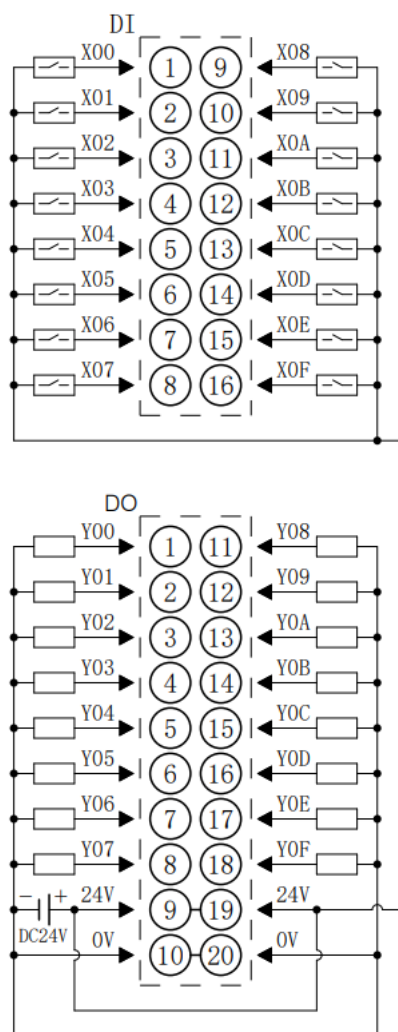 DI
X00 1 9 X08
X01 2 10 X09
X02 3 11 X0A
X03 4 12 X0B
X04 5 13 X0C
X05 6 14 X0D
X06 7 15 X0E
X07 8 16 X0F
DO
Y00 1 11 Y08
Y01 2 12 Y09
Y02 3 13 Y0A
Y03 4 14 Y0B
Y04 5 15 Y0C
Y05 6 16 Y0D
Y06 7 17 Y0E
Y07 8 18 Y0F
− + 24V 9 19 24V
DC24V 0V 10 20 0V